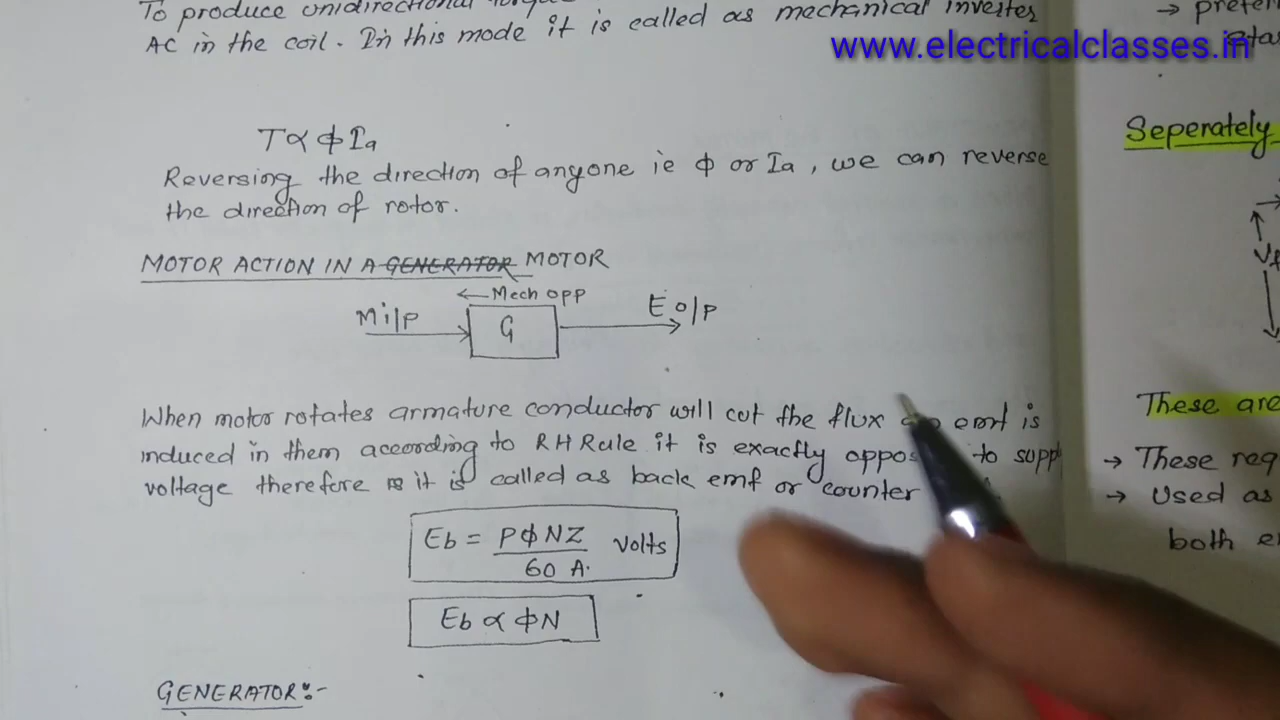 To produce unidirectional
AC in the coil. In this mode it is called as mechanical inverter
www.electricalclasses.in
T∝ φ Ia
Reversing the direction of anyone ie φ or Ia, we can reverse
the direction of rotor.
MOTOR ACTION IN A GENERATOR MOTOR
← Mech opp
Mi/p G E o/p
When motor rotates armature conductor will cut the flux emf is
induced in them according to RH Rule it is exactly to
voltage therefore it is called as back emf or counter
Eb = PφNZ / 60 A. volts
Eb ∝ φN
GENERATOR:-
→
Seperately
These are
→ These
→ Used as
both